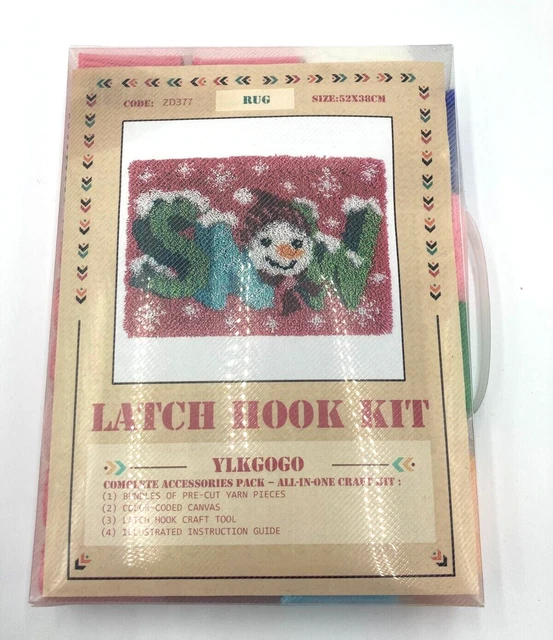 CODE: ZD377 RUG SIZE:52X38CM
SNOW
LATCH HOOK KIT
YLKGOGO
COMPLETE ACCESSORIES PACK – ALL-IN-ONE CRAFT KIT :
(1) BUNDLES OF PRE-CUT YARN PIECES
(2) COLOR-CODED CANVAS
(3) LATCH HOOK CRAFT TOOL
(4) ILLUSTRATED INSTRUCTION GUIDE